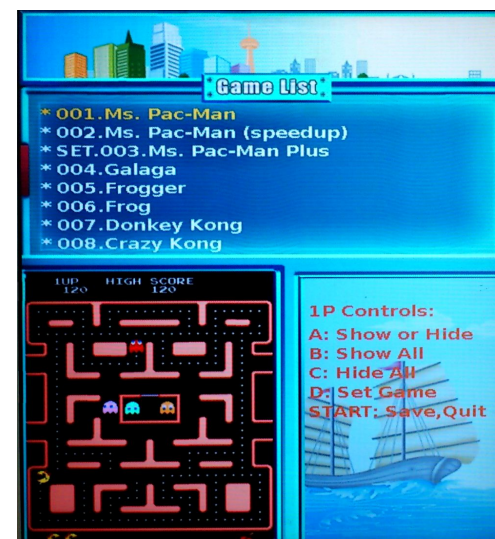 Game List
* 001.Ms. Pac-Man
* 002.Ms. Pac-Man (speedup)
* SET.003.Ms. Pac-Man Plus
* 004.Galaga
* 005.Frogger
* 006.Frog
* 007.Donkey Kong
* 008.Crazy Kong
1UP HIGH SCORE
120 120
1P Controls:
A: Show or Hide
B: Show All
C: Hide All
D: Set Game
START: Save,Quit